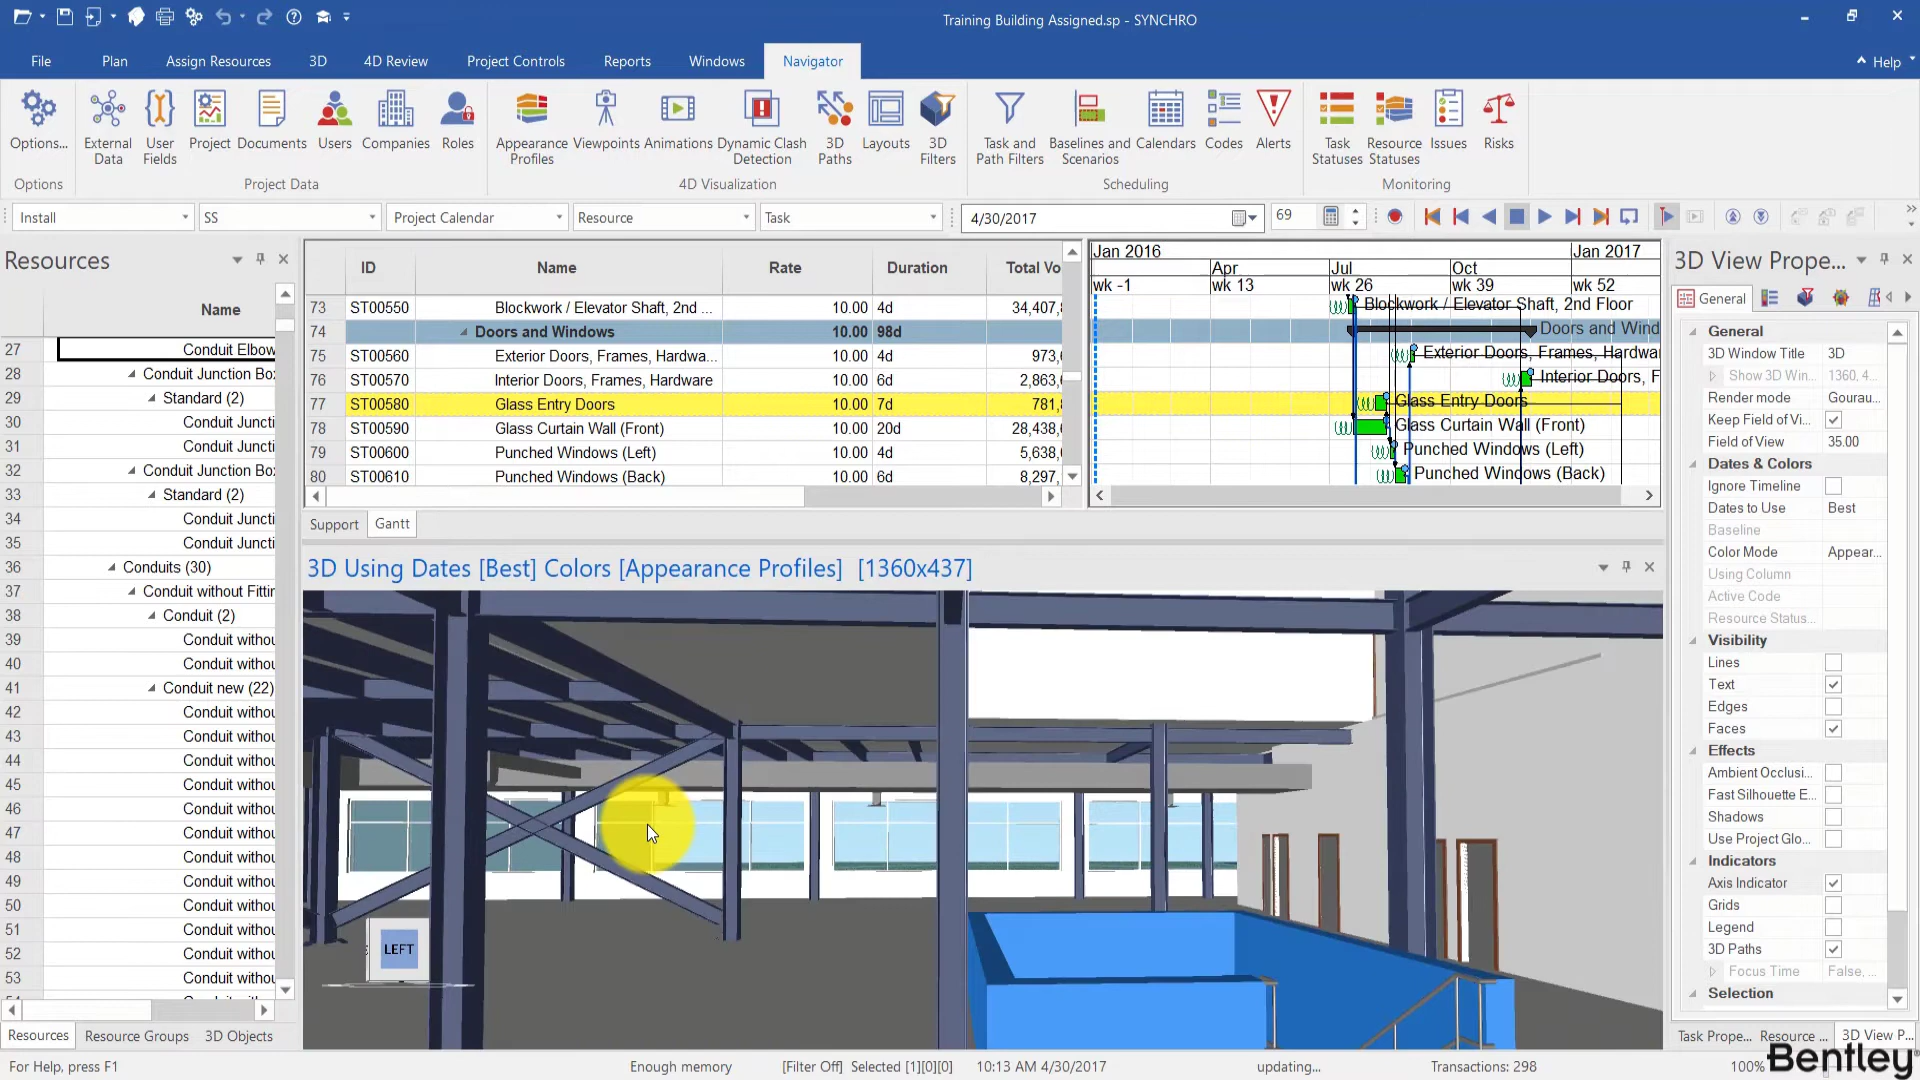 Training Building Assigned.sp - SYNCHRO
File Plan Assign Resources 3D 4D Review Project Controls Reports Windows Navigator Help
Options... External Data User Fields Project Documents Users Companies Roles Appearance Profiles Viewpoints Animations Dynamic Clash Detection 3D Paths Layouts 3D Filters Task and Path Filters Baselines and Scenarios Calendars Codes Alerts Task Statuses Resource Statuses Issues Risks
Options Project Data 4D Visualization Scheduling Monitoring
Install SS Project Calendar Resource Task 4/30/2017 69
Resources
Name
27 Conduit Elbow
28 Conduit Junction Box
29 Standard (2)
30 Conduit Juncti
31 Conduit Juncti
32 Conduit Junction Box
33 Standard (2)
34 Conduit Juncti
35 Conduit Juncti
36 Conduits (30)
37 Conduit without Fittin
38 Conduit (2)
39 Conduit withou
40 Conduit withou
41 Conduit new (22)
42 Conduit withou
43 Conduit withou
44 Conduit withou
45 Conduit withou
46 Conduit withou
47 Conduit withou
48 Conduit withou
49 Conduit withou
50 Conduit withou
51 Conduit withou
52 Conduit withou
53 Conduit withou
Resources Resource Groups 3D Objects
ID Name Rate Duration Total Vo
73 ST00550 Blockwork / Elevator Shaft, 2nd ... 10.00 4d 34,407,
74 Doors and Windows 10.00 98d
75 ST00560 Exterior Doors, Frames, Hardwa... 10.00 4d 973,
76 ST00570 Interior Doors, Frames, Hardware 10.00 6d 2,863,
77 ST00580 Glass Entry Doors 10.00 7d 781,
78 ST00590 Glass Curtain Wall (Front) 10.00 20d 28,438,
79 ST00600 Punched Windows (Left) 10.00 4d 5,638,
80 ST00610 Punched Windows (Back) 10.00 6d 8,297,
Support Gantt
Jan 2016 Jan 2017
Apr Jul Oct
wk -1 wk 13 wk 26 wk 39 wk 52
Blockwork / Elevator Shaft, 2nd Floor
Doors and Wind
Exterior Doors, Frames, Hardwa
Interior Doors, F
Glass Entry Doors
Glass Curtain Wall (Front)
Punched Windows (Left)
Punched Windows (Back)
3D Using Dates [Best] Colors [Appearance Profiles] [1360x437]
LEFT
3D View Prope...
General
General
3D Window Title 3D
Show 3D Win... 1360, 4...
Render mode Gourau...
Keep Field of Vi...
Field of View 35.00
Dates & Colors
Ignore Timeline
Dates to Use Best
Baseline
Color Mode Appear...
Using Column
Active Code
Resource Status...
Visibility
Lines
Text
Edges
Faces
Effects
Ambient Occlusi...
Fast Silhouette E...
Shadows
Use Project Glo...
Indicators
Axis Indicator
Grids
Legend
3D Paths
Focus Time False, ...
Selection
Task Prope... Resource ... 3D View P...
For Help, press F1 Enough memory [Filter Off] Selected [1][0][0] 10:13 AM 4/30/2017 updating... Transactions: 298 100%
Bentley